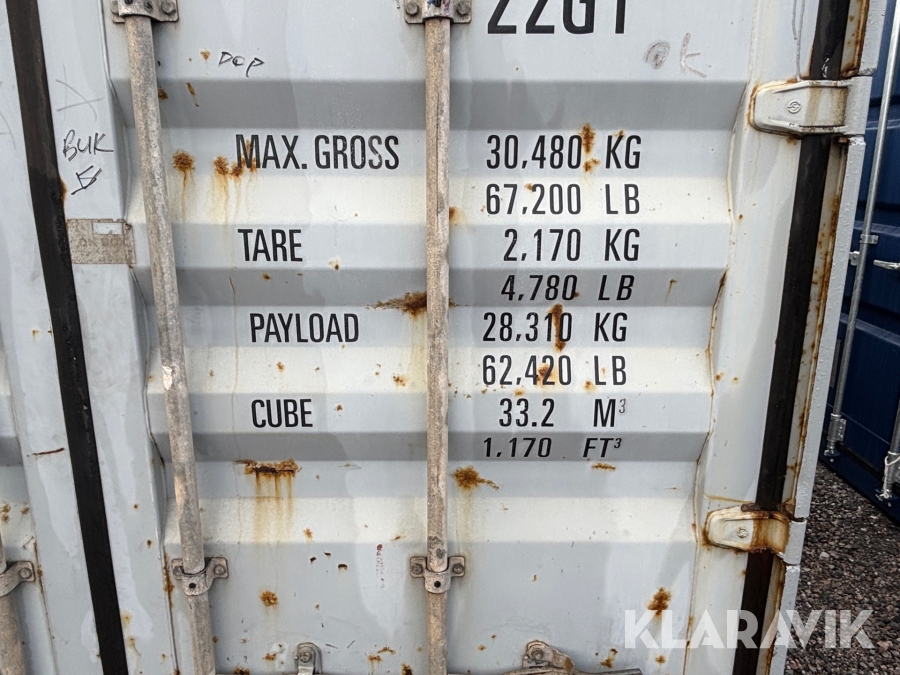 22G1
ok
DOP
BUK
MAX. GROSS 30,480 KG
67,200 LB
TARE 2,170 KG
4,780 LB
PAYLOAD 28,310 KG
62,420 LB
CUBE 33.2 M³
1,170 FT³
KLARAVIK